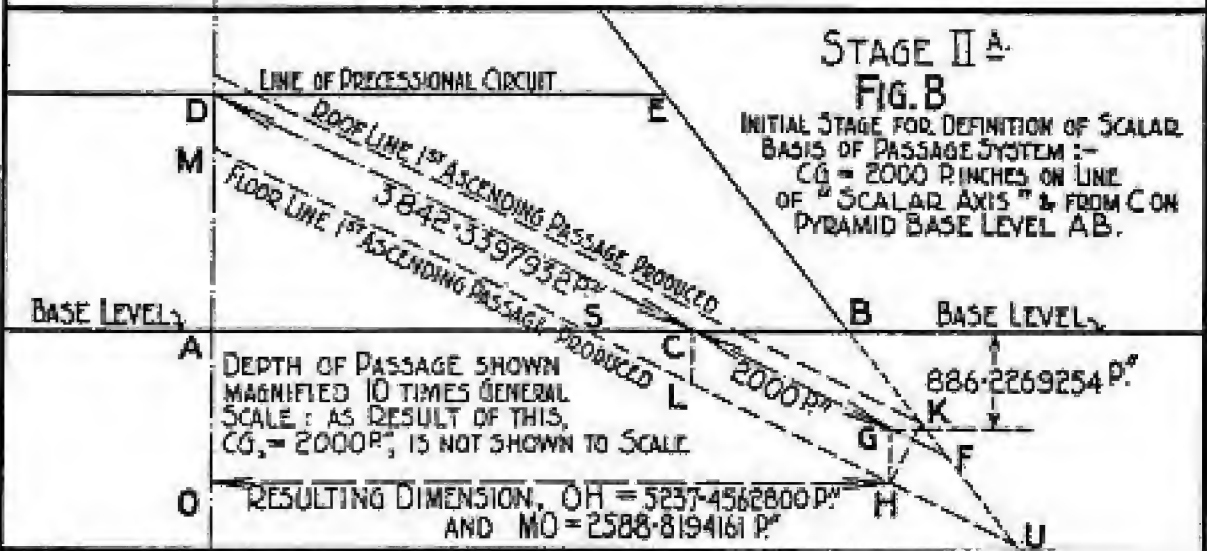 STAGE II A.
FIG. B
INITIAL STAGE FOR DEFINITION OF SCALAR
BASIS OF PASSAGE SYSTEM :-
CG = 2000 P. INCHES ON LINE
OF "SCALAR AXIS" & FROM C ON
PYRAMID BASE LEVEL AB.
LINE OF PRECESSIONAL CIRCUIT
D
E
ROOF LINE 1ST ASCENDING PASSAGE PRODUCED
M
3842·3397932 P."
FLOOR LINE 1ST ASCENDING PASSAGE PRODUCED
BASE LEVEL
S
B
BASE LEVEL
A
C
DEPTH OF PASSAGE SHOWN
MAGNIFIED 10 TIMES GENERAL
SCALE : AS RESULT OF THIS,
CG, = 2000 P.", IS NOT SHOWN TO SCALE
L
2000 P."
886·2269254 P."
K
G
F
O
RESULTING DIMENSION, OH = 5237·4562800 P."
AND MO = 2588·8194161 P."
H
U